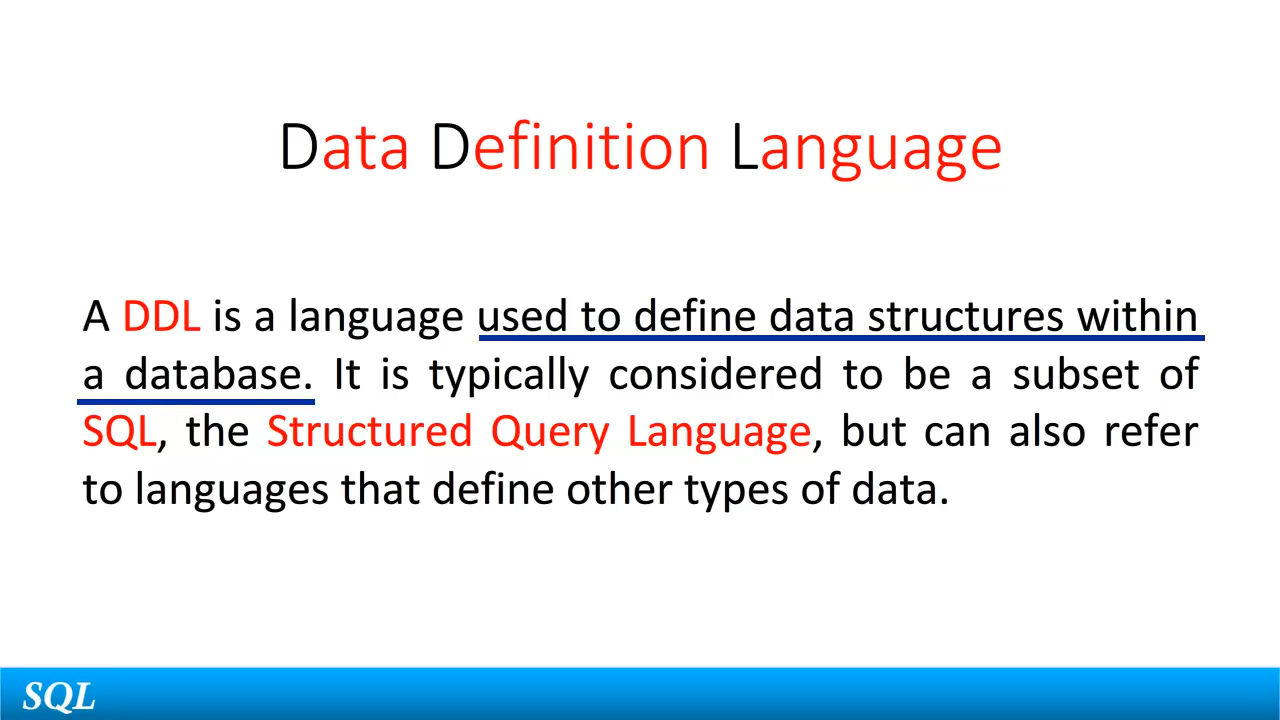 Data Definition Language
A DDL is a language used to define data structures within
a database. It is typically considered to be a subset of
SQL, the Structured Query Language, but can also refer
to languages that define other types of data.
SQL